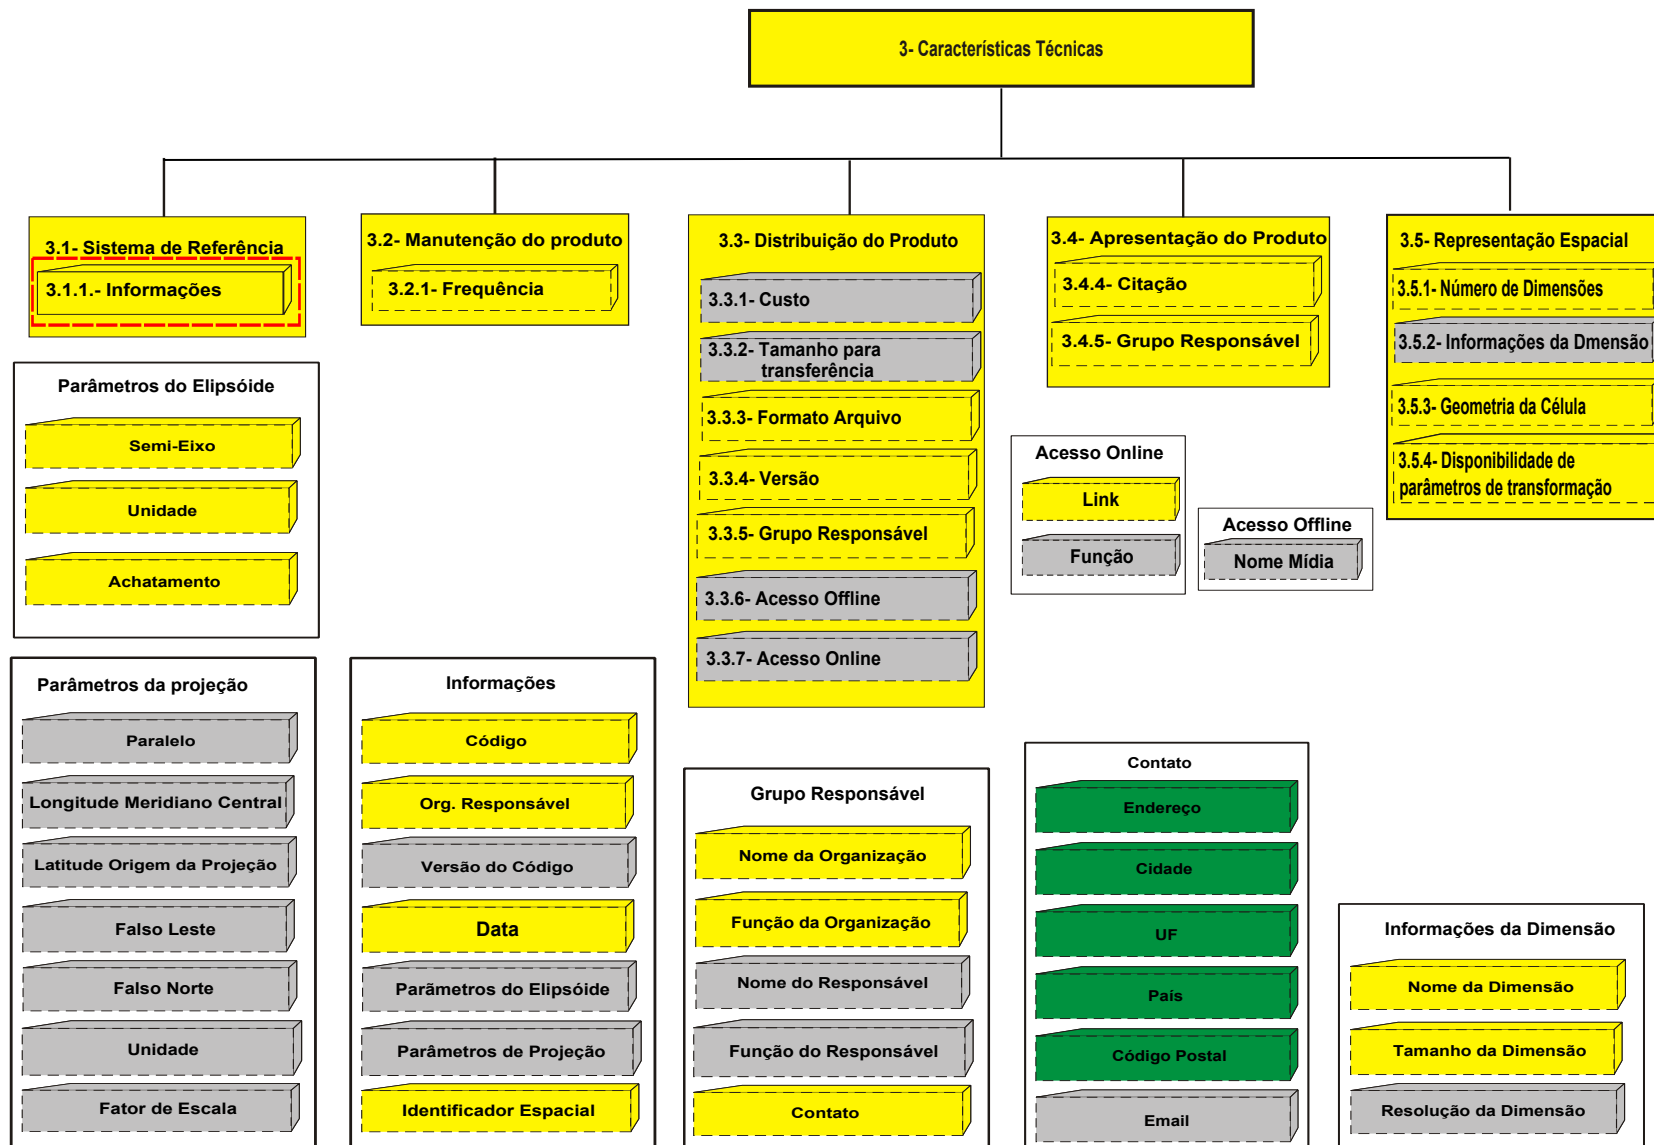 3- Características Técnicas
3.1- Sistema de Referência
3.1.1.- Informações
3.2- Manutenção do produto
3.2.1- Frequência
3.3- Distribuição do Produto
3.3.1- Custo
3.3.2- Tamanho para
transferência
3.3.3- Formato Arquivo
3.3.4- Versão
3.3.5- Grupo Responsável
3.3.6- Acesso Offline
3.3.7- Acesso Online
3.4- Apresentação do Produto
3.4.4- Citação
3.4.5- Grupo Responsável
3.5- Representação Espacial
3.5.1- Número de Dimensões
3.5.2- Informações da Dmensão
3.5.3- Geometria da Célula
3.5.4- Disponibilidade de
parâmetros de transformação
Parâmetros do Elipsóide
Semi-Eixo
Unidade
Achatamento
Acesso Online
Link
Função
Acesso Offline
Nome Mídia
Parâmetros da projeção
Paralelo
Longitude Meridiano Central
Latitude Origem da Projeção
Falso Leste
Falso Norte
Unidade
Fator de Escala
Informações
Código
Org. Responsável
Versão do Código
Data
Parãmetros do Elipsóide
Parâmetros de Projeção
Identificador Espacial
Grupo Responsável
Nome da Organização
Função da Organização
Nome do Responsável
Função do Responsável
Contato
Contato
Endereço
Cidade
UF
País
Código Postal
Email
Informações da Dimensão
Nome da Dimensão
Tamanho da Dimensão
Resolução da Dimensão